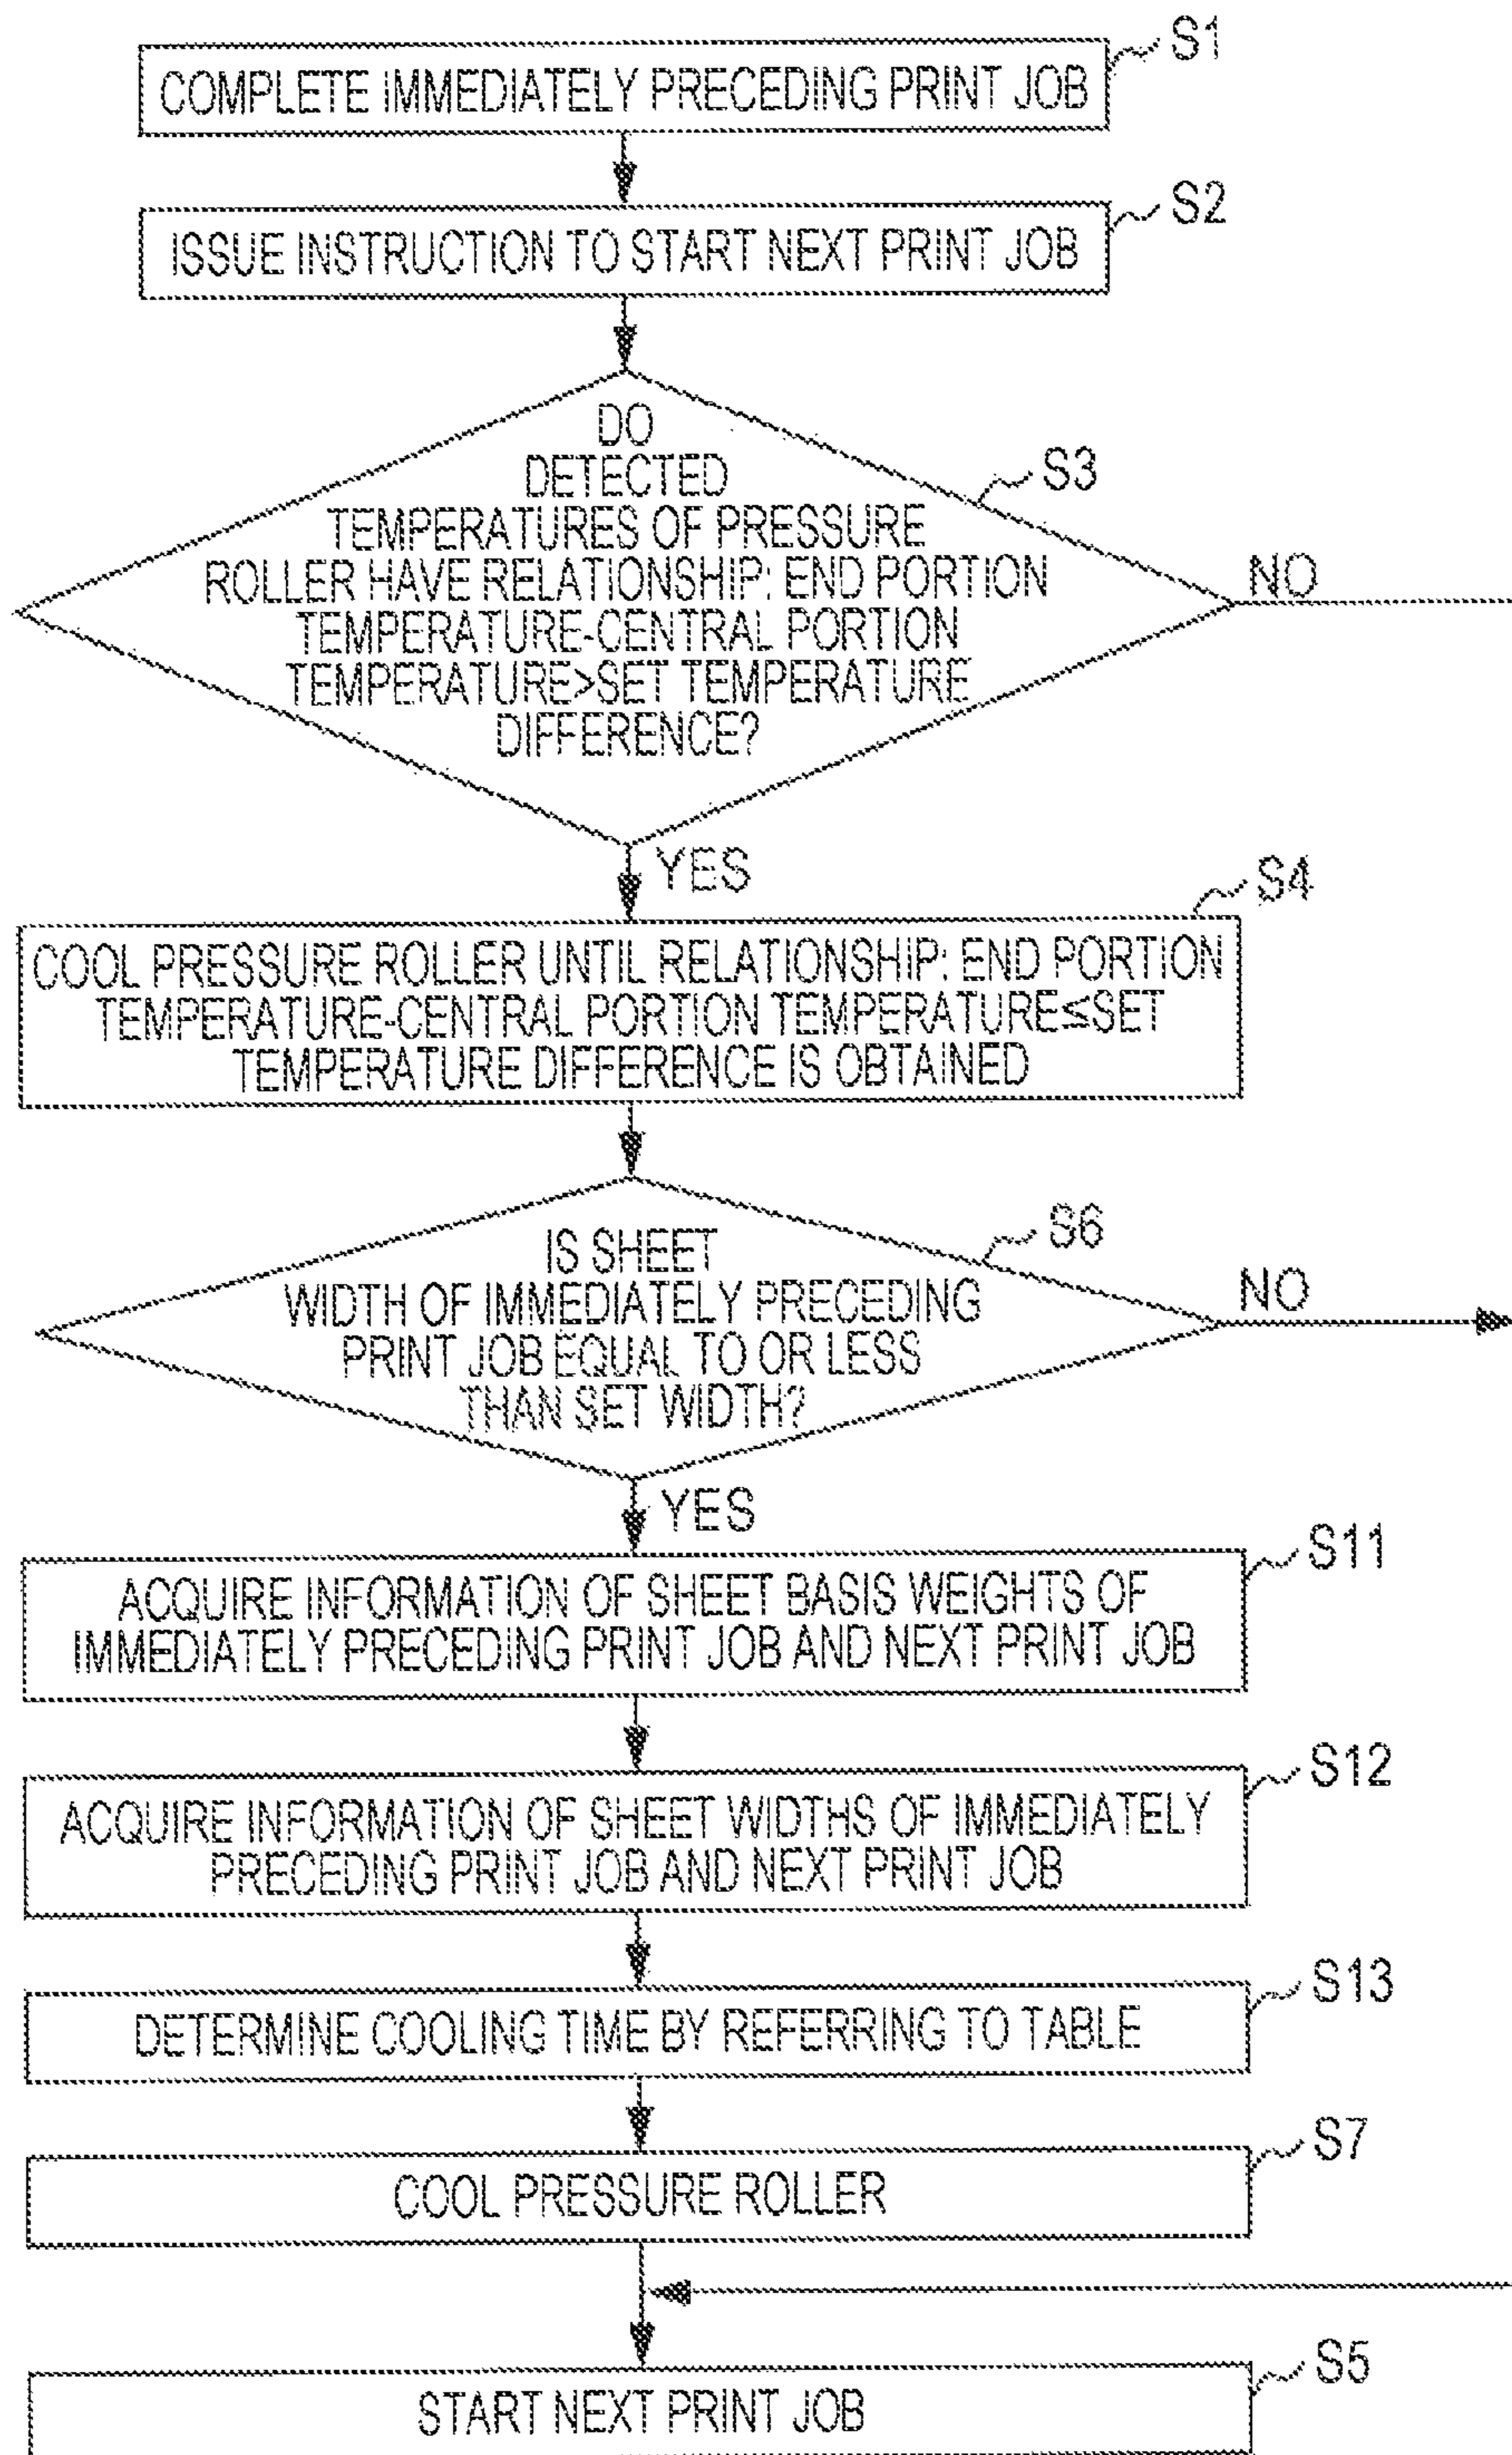 S1
COMPLETE IMMEDIATELY PRECEDING PRINT JOB
S2
ISSUE INSTRUCTION TO START NEXT PRINT JOB
S3
DO
DETECTED
TEMPERATURES OF PRESSURE
ROLLER HAVE RELATIONSHIP: END PORTION
TEMPERATURE-CENTRAL PORTION
TEMPERATURE>SET TEMPERATURE
DIFFERENCE?
NO
YES
S4
COOL PRESSURE ROLLER UNTIL RELATIONSHIP: END PORTION
TEMPERATURE-CENTRAL PORTION TEMPERATURE≤SET
TEMPERATURE DIFFERENCE IS OBTAINED
S6
IS SHEET
WIDTH OF IMMEDIATELY PRECEDING
PRINT JOB EQUAL TO OR LESS
THAN SET WIDTH?
NO
YES
S11
ACQUIRE INFORMATION OF SHEET BASIS WEIGHTS OF
IMMEDIATELY PRECEDING PRINT JOB AND NEXT PRINT JOB
S12
ACQUIRE INFORMATION OF SHEET WIDTHS OF IMMEDIATELY
PRECEDING PRINT JOB AND NEXT PRINT JOB
S13
DETERMINE COOLING TIME BY REFERRING TO TABLE
S7
COOL PRESSURE ROLLER
S5
START NEXT PRINT JOB